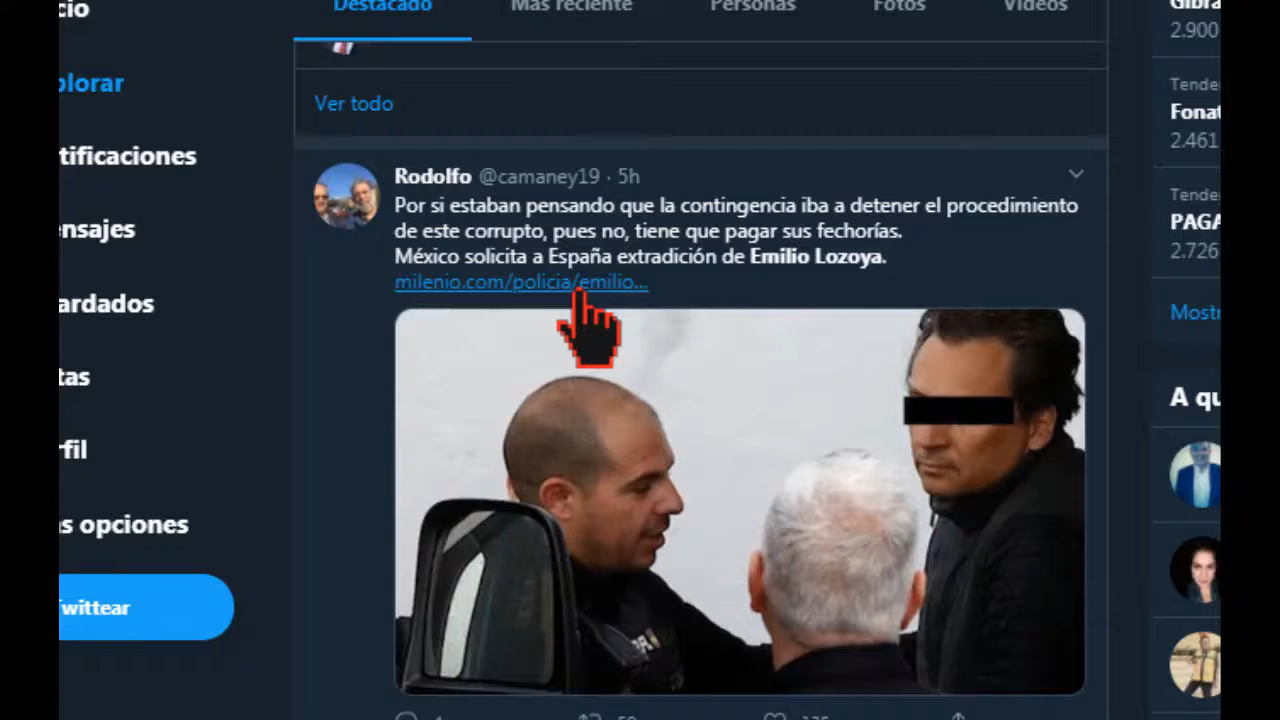 cio
plorar
tificaciones
ensajes
ardados
tas
rfil
s opciones
Twittear
Destacado
Más reciente
Personas
Fotos
Videos
Ver todo
Rodolfo @camaney19 · 5h
Por si estaban pensando que la contingencia iba a detener el procedimiento
de este corrupto, pues no, tiene que pagar sus fechorías.
México solicita a España extradición de Emilio Lozoya.
milenio.com/policia/emilio...
2.900
Tende
Fonat
2.461
Tende
PAGA
2.726
Mostr
A qu